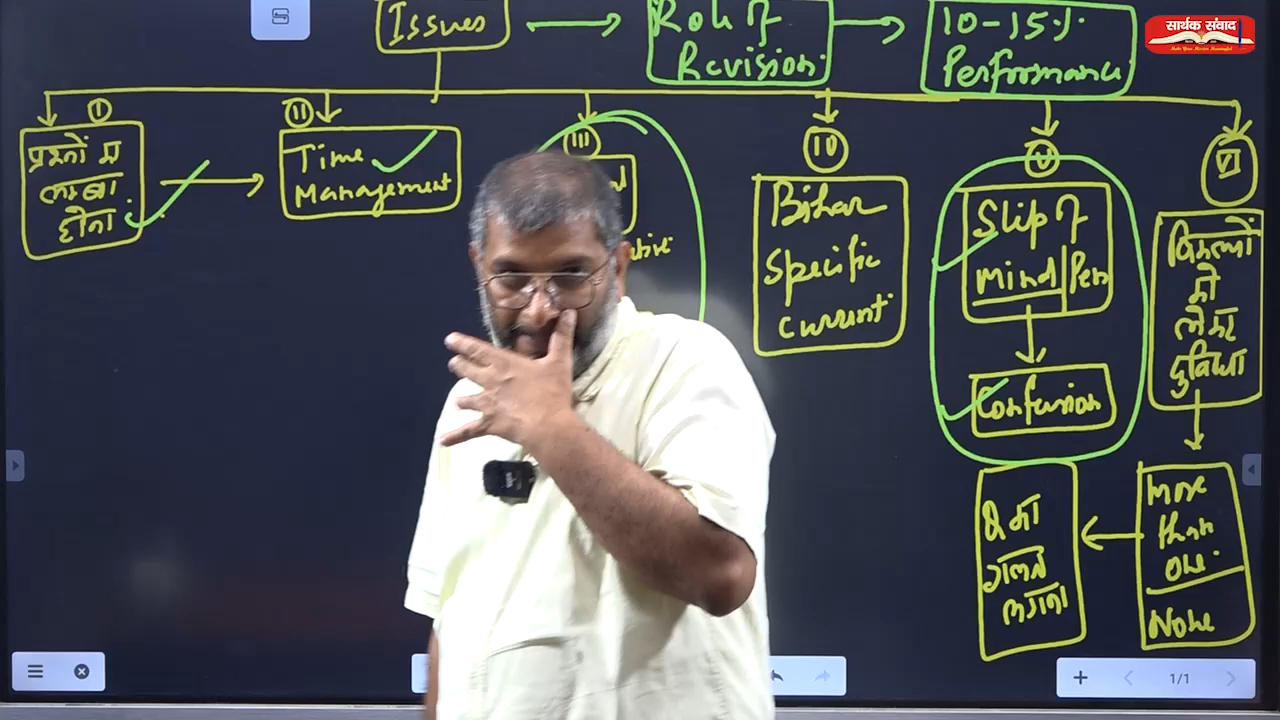 Issues
Role of
Revision
10-15%
Performance
सार्थक संवाद
I
प्रश्नों का
लम्बा
होना
II
Time
Management
III
IV
Bihar
Specific
Current
V
Slip of
Mind/Pen
Confusion
VI
विकल्पों
को
लेकर
दुविधा
More
than
one
None
गलत
लगना
1/1